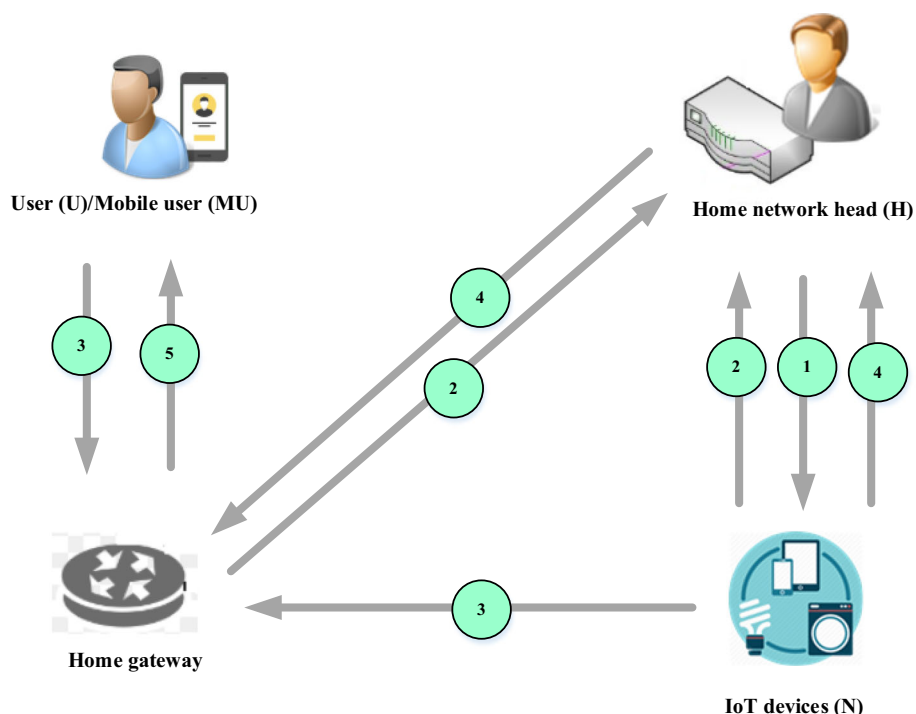 User (U)/Mobile user (MU)
Home network head (H)
4
3
5
2
2
1
4
3
Home gateway
IoT devices (N)